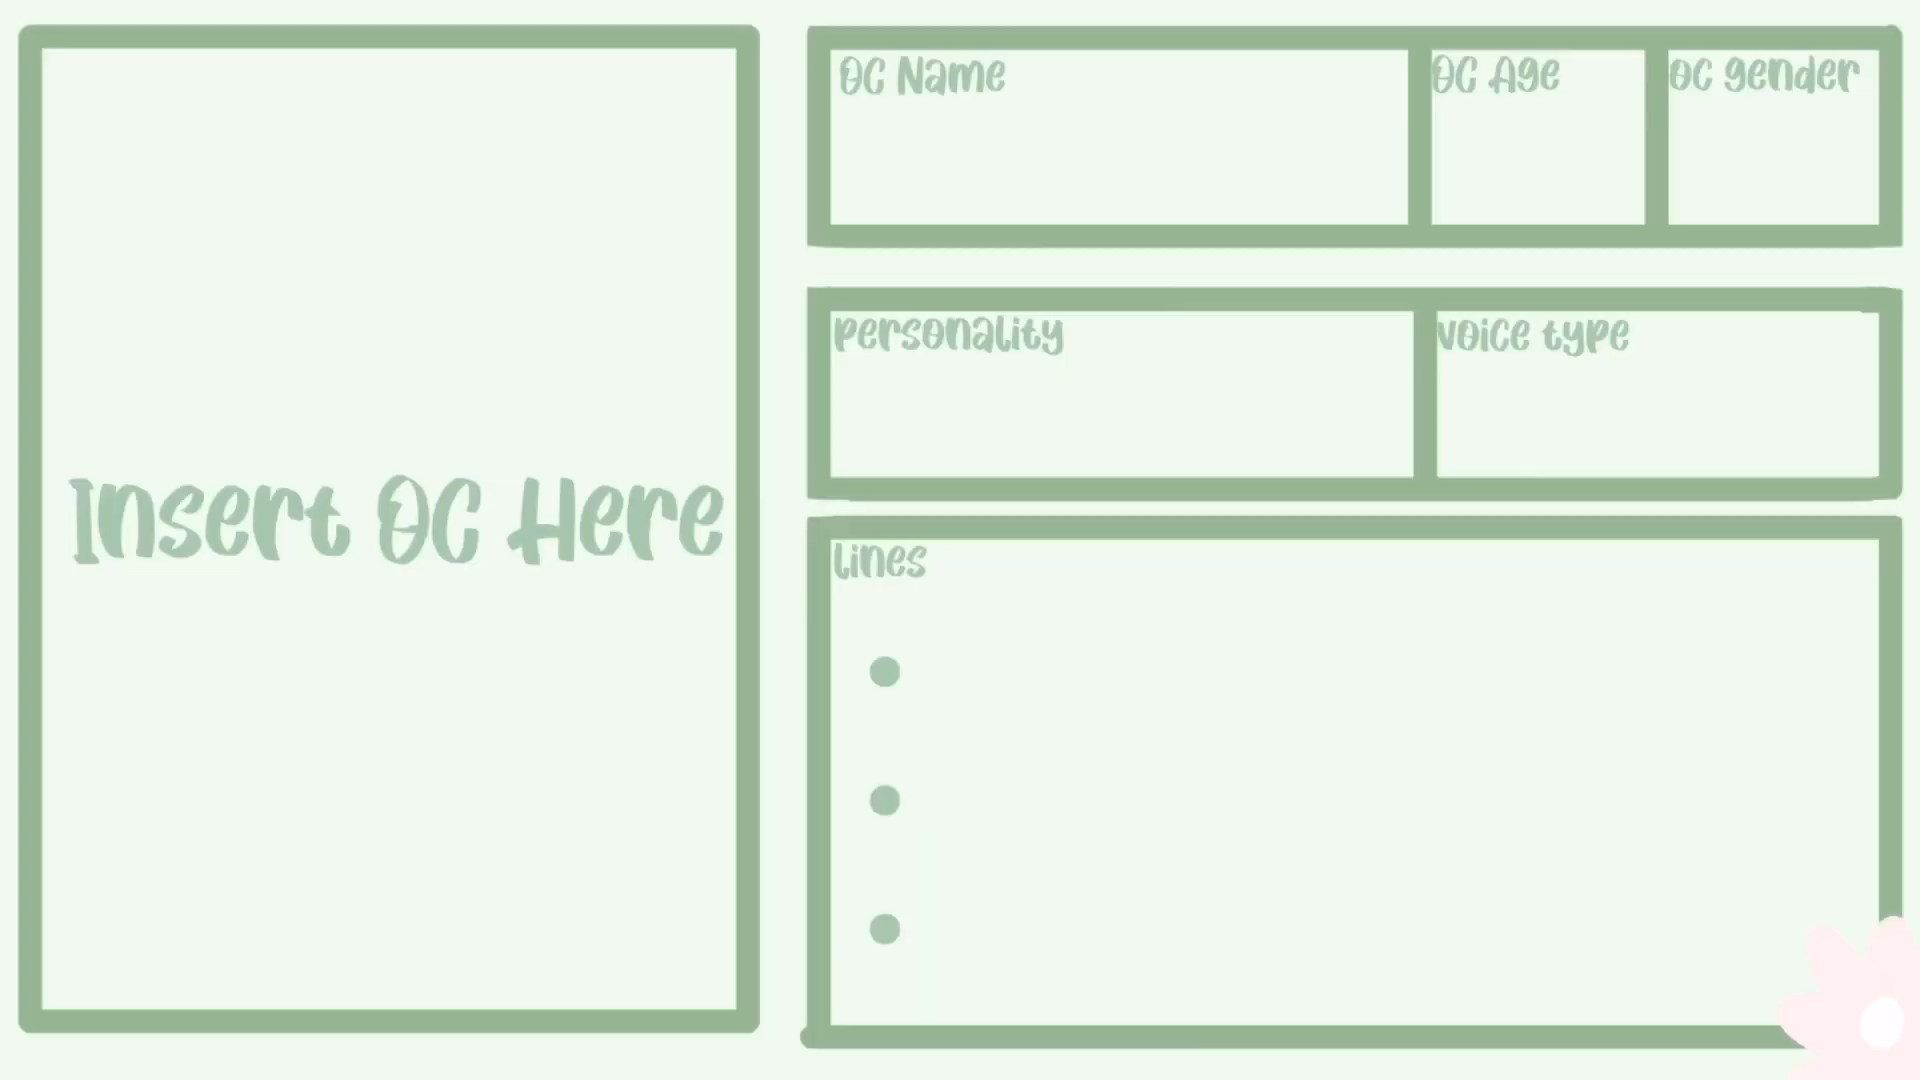 Insert OC Here
OC Name
OC Age
OC gender
personality
voice type
lines